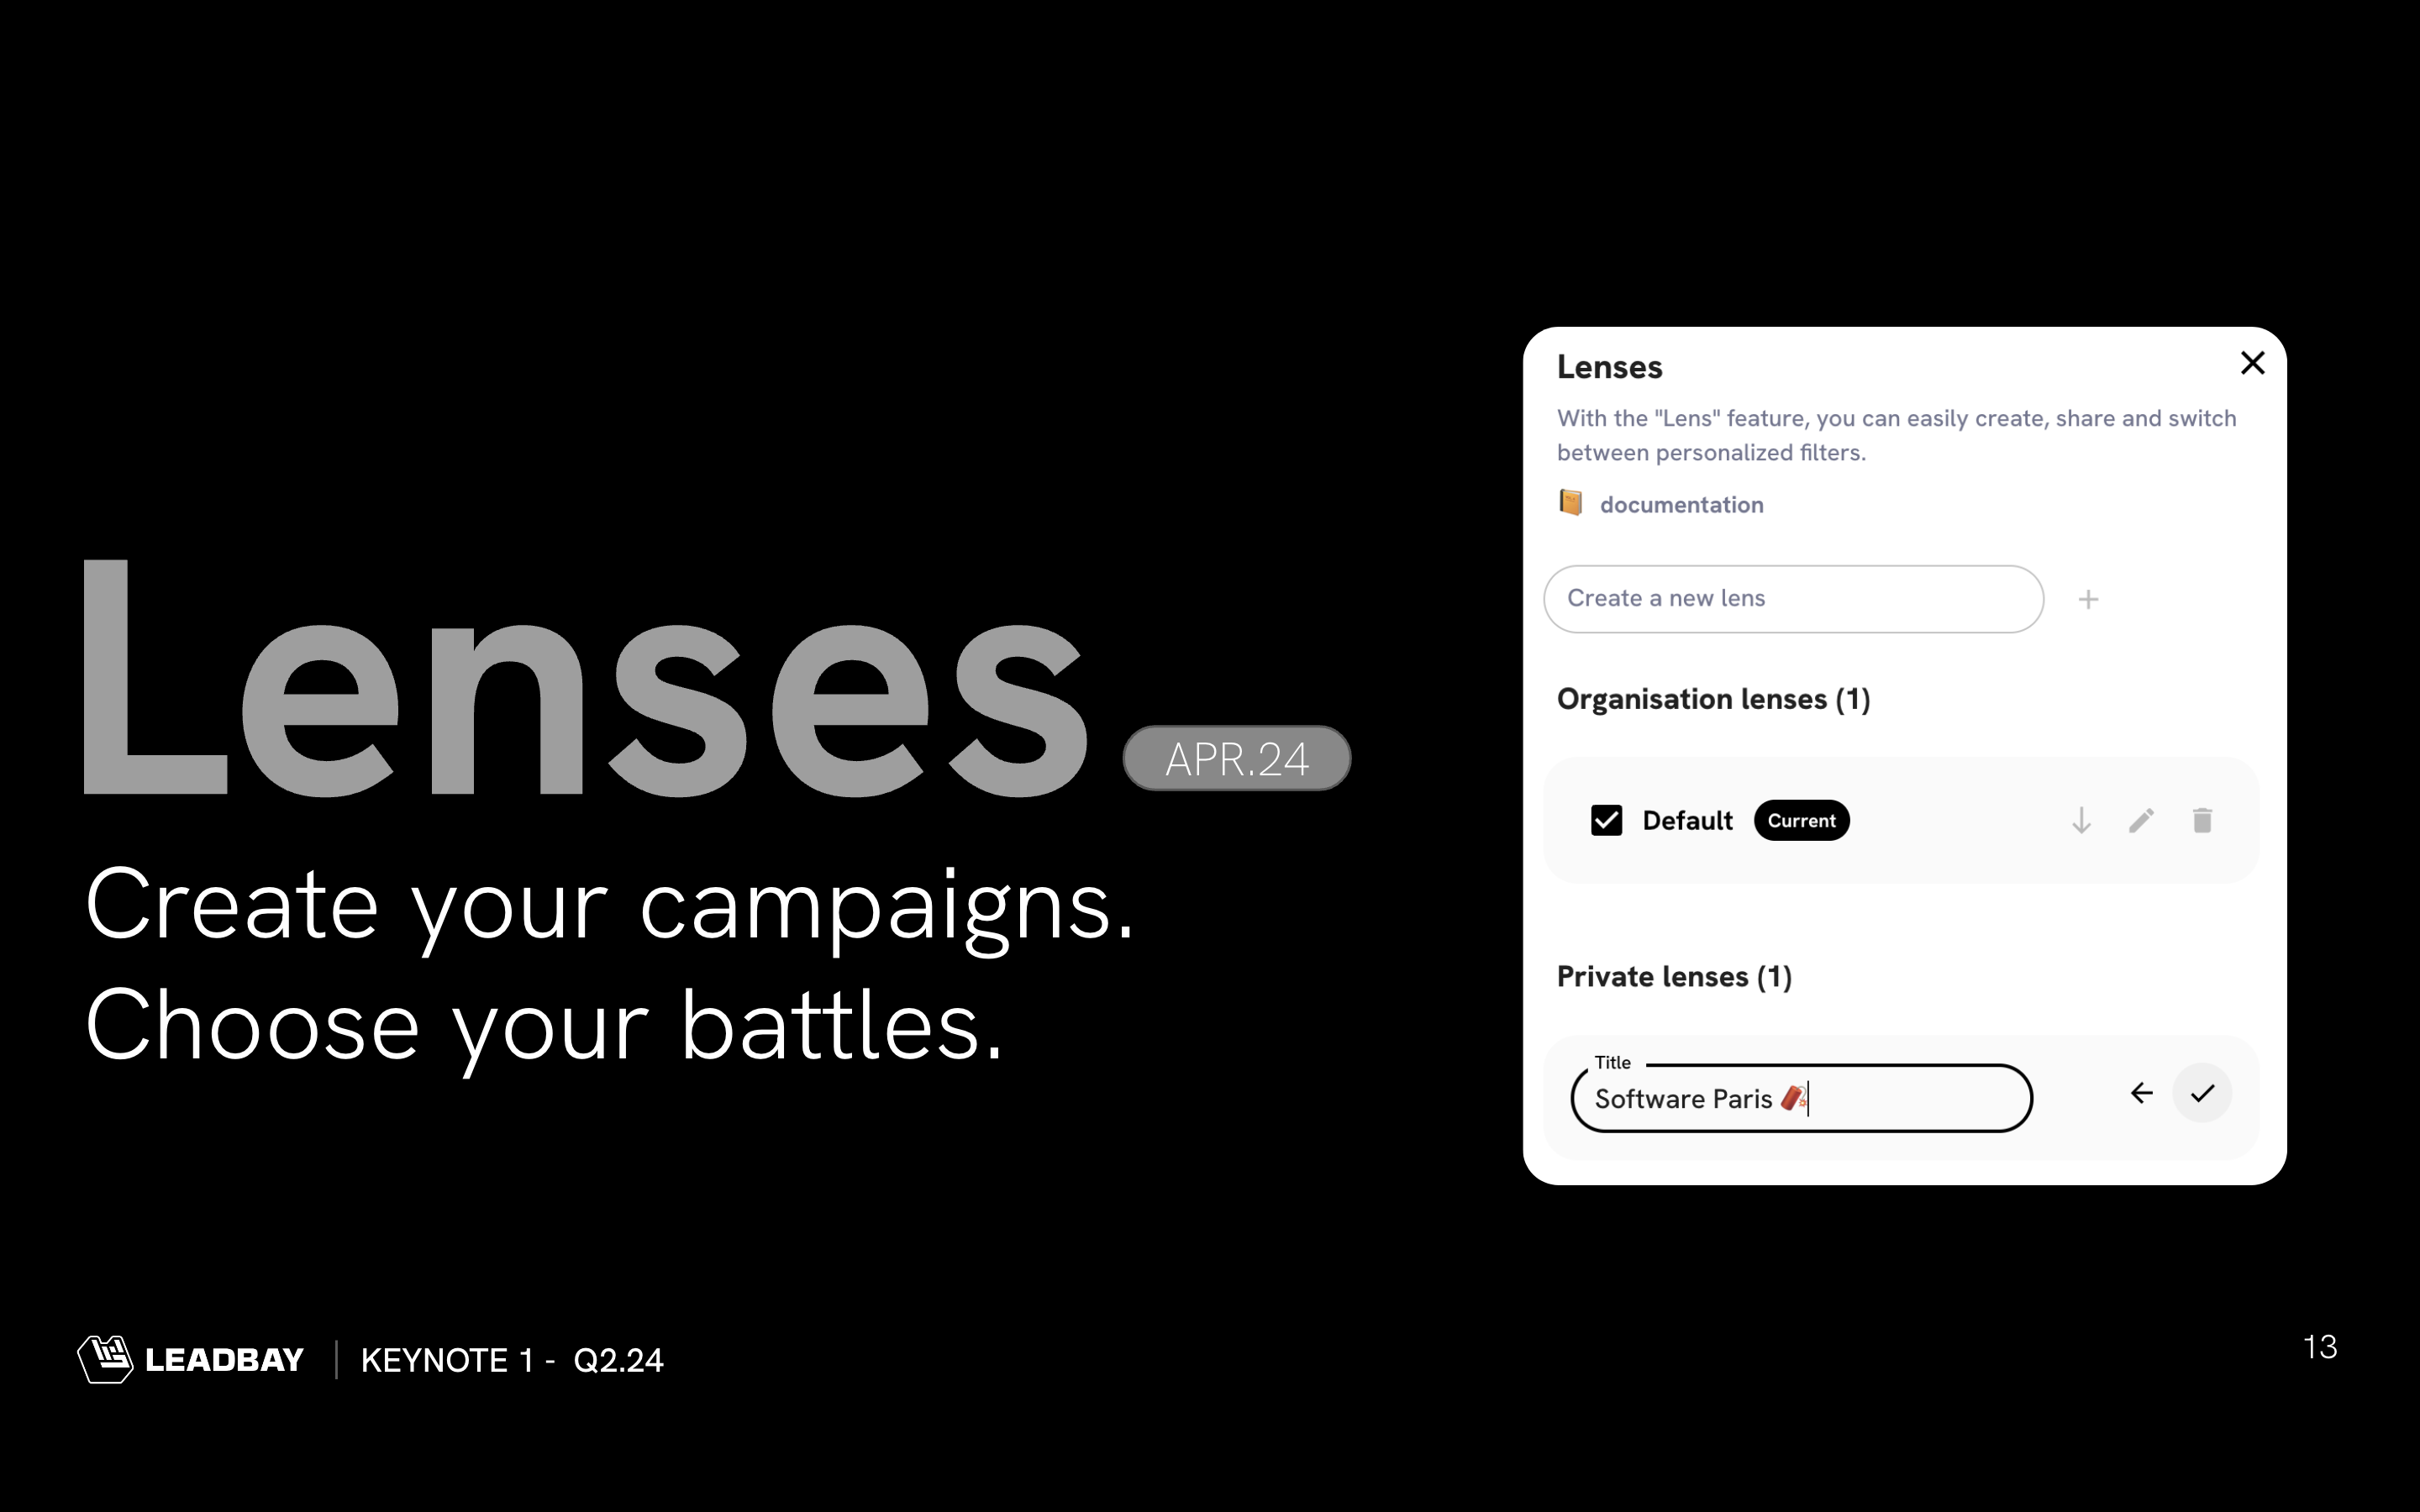 Lenses
APR.24
Create your campaigns.
Choose your battles.
Lenses
With the "Lens" feature, you can easily create, share and switch
between personalized filters.
documentation
Create a new lens
Organisation lenses (1)
Default
Current
Private lenses (1)
Title
Software Paris 🧨
LEADBAY
KEYNOTE 1 - Q2.24
13